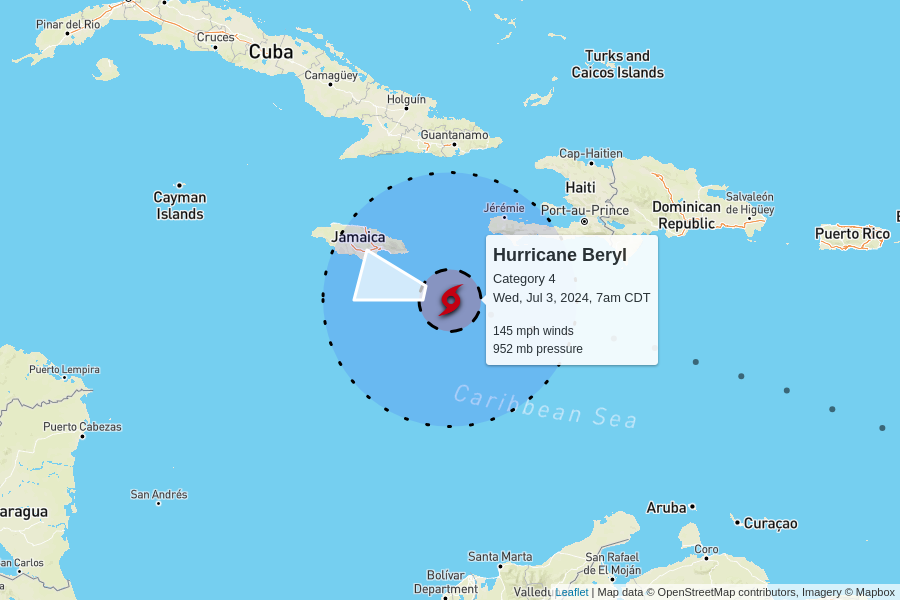 Pinar del Rio
Cruces
Cuba
Camagüey
Holguín
Guantanamo
Turks and
Caicos Islands
Cayman
Islands
Cap-Haitien
Haiti
Jérémie
Port-au-Prince
Dominican
Republic
Salvaleón
de Higüey
Puerto Rico
Jamaica
Hurricane Beryl
Category 4
Wed, Jul 3, 2024, 7am CDT
145 mph winds
952 mb pressure
Caribbean Sea
Puerto Lempira
Puerto Cabezas
San Andrés
aragua
an Carlos
Aruba
Curaçao
Coro
Santa Marta
San Rafael
de El Moján
Bolívar
Department
Valledu
Leaflet | Map data © OpenStreetMap contributors, Imagery © Mapbox